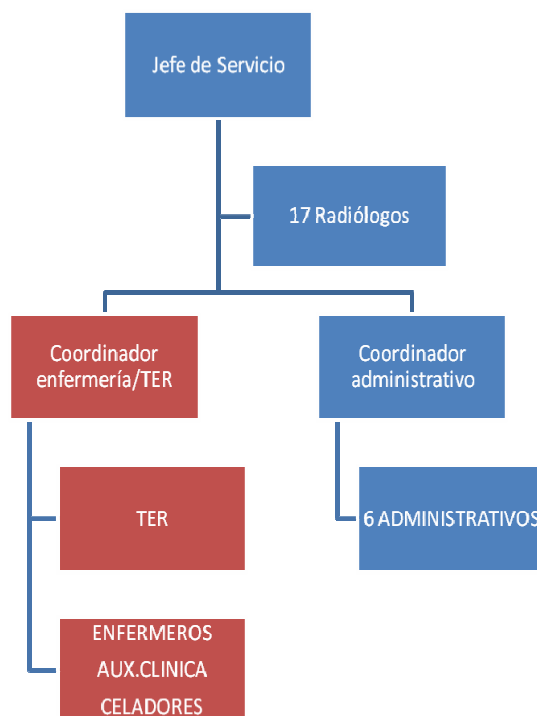 Jefe de Servicio
17 Radiólogos
Coordinador
enfermería/TER
Coordinador
administrativo
TER
6 ADMINISTRATIVOS
ENFERMEROS
AUX.CLINICA
CELADORES